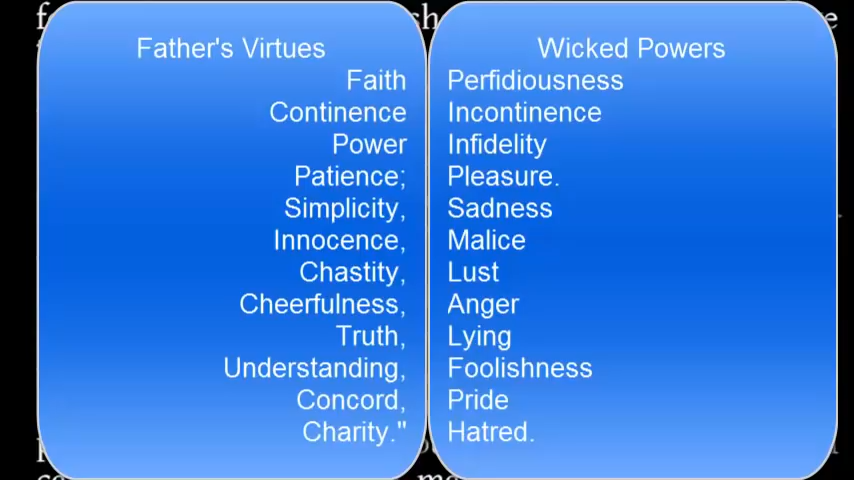 Father's Virtues
Faith
Continence
Power
Patience;
Simplicity,
Innocence,
Chastity,
Cheerfulness,
Truth,
Understanding,
Concord,
Charity."
Wicked Powers
Perfidiousness
Incontinence
Infidelity
Pleasure.
Sadness
Malice
Lust
Anger
Lying
Foolishness
Pride
Hatred.